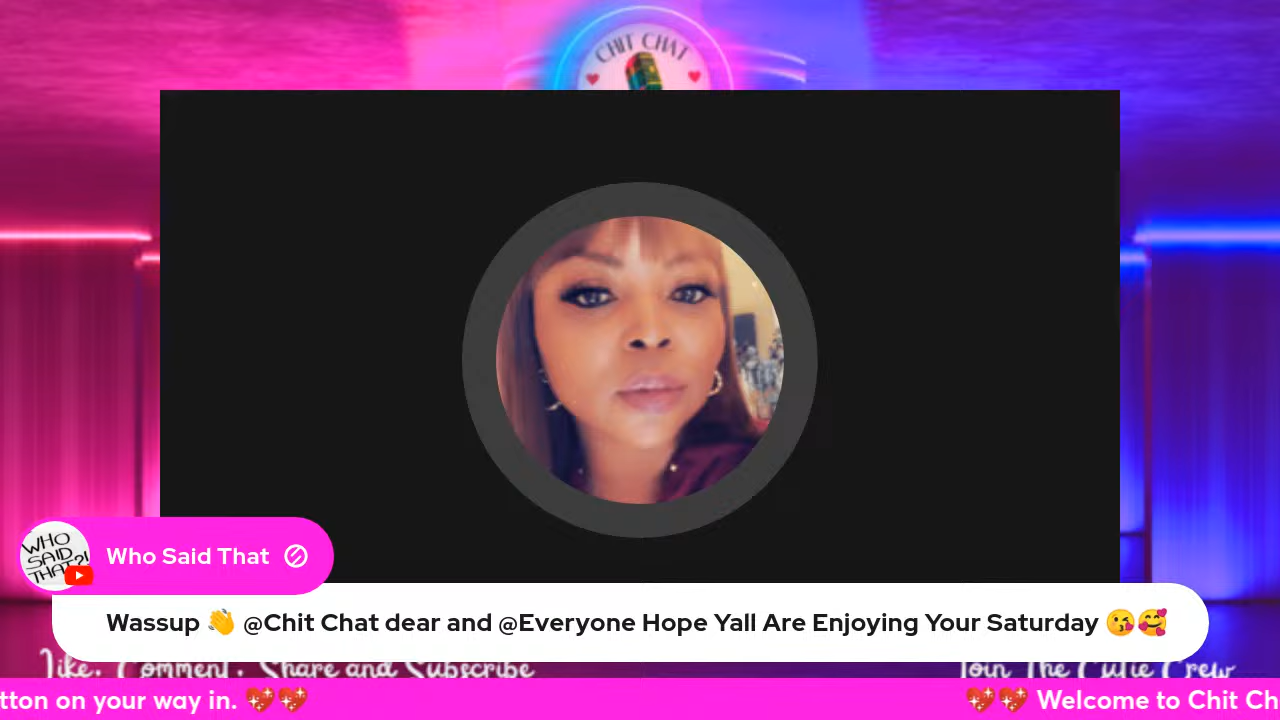 CHIT CHAT
WHO
SAID
THAT?!
Who Said That
Wassup 👋 @Chit Chat dear and @Everyone Hope Yall Are Enjoying Your Saturday 😘🥰
Like, Comment, Share and Subscribe
Join The Cutie Crew
tton on your way in. 💖💖
💖💖 Welcome to Chit Ch